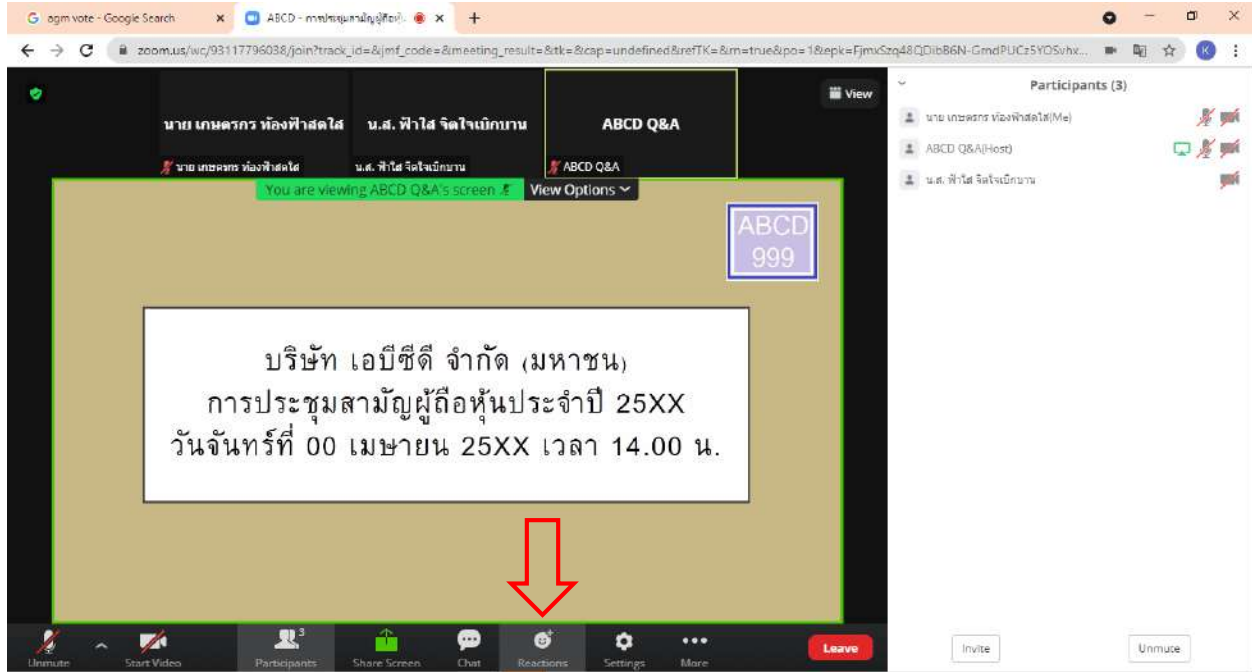 agm vote - Google Search
ABCD - การประชุมสามัญผู้ถือหุ้
zoom.us/wc/93117796038/join?track_id=&jmf_code=&meeting_result=&tk=&cap=undefined&refTK=&
K
View
นาย เกษตรกร ท้องฟ้าสดใส
น.ส. ฟ้าใส จิตใจเบิกบาน
ABCD Q&A
นาย เกษตรกร ท้องฟ้าสดใส
น.ส. ฟ้าใส จิตใจเบิกบาน
ABCD Q&A
You are viewing ABCD Q&A's screen
View Options
ABCD
999
บริษัท เอบีซีดี จำกัด (มหาชน)
การประชุมสามัญผู้ถือหุ้นประจำปี 25XX
วันจันทร์ที่ 00 เมษายน 25XX เวลา 14.00 น.
Participants (3)
นาย เกษตรกร ท้องฟ้าสดใส(Me)
ABCD Q&A(Host)
น.ส. ฟ้าใส จิตใจเบิกบาน
Unmute
Start Video
3
Participants
Share Screen
Chat
Reactions
Settings
More
Leave
Invite
Unmute